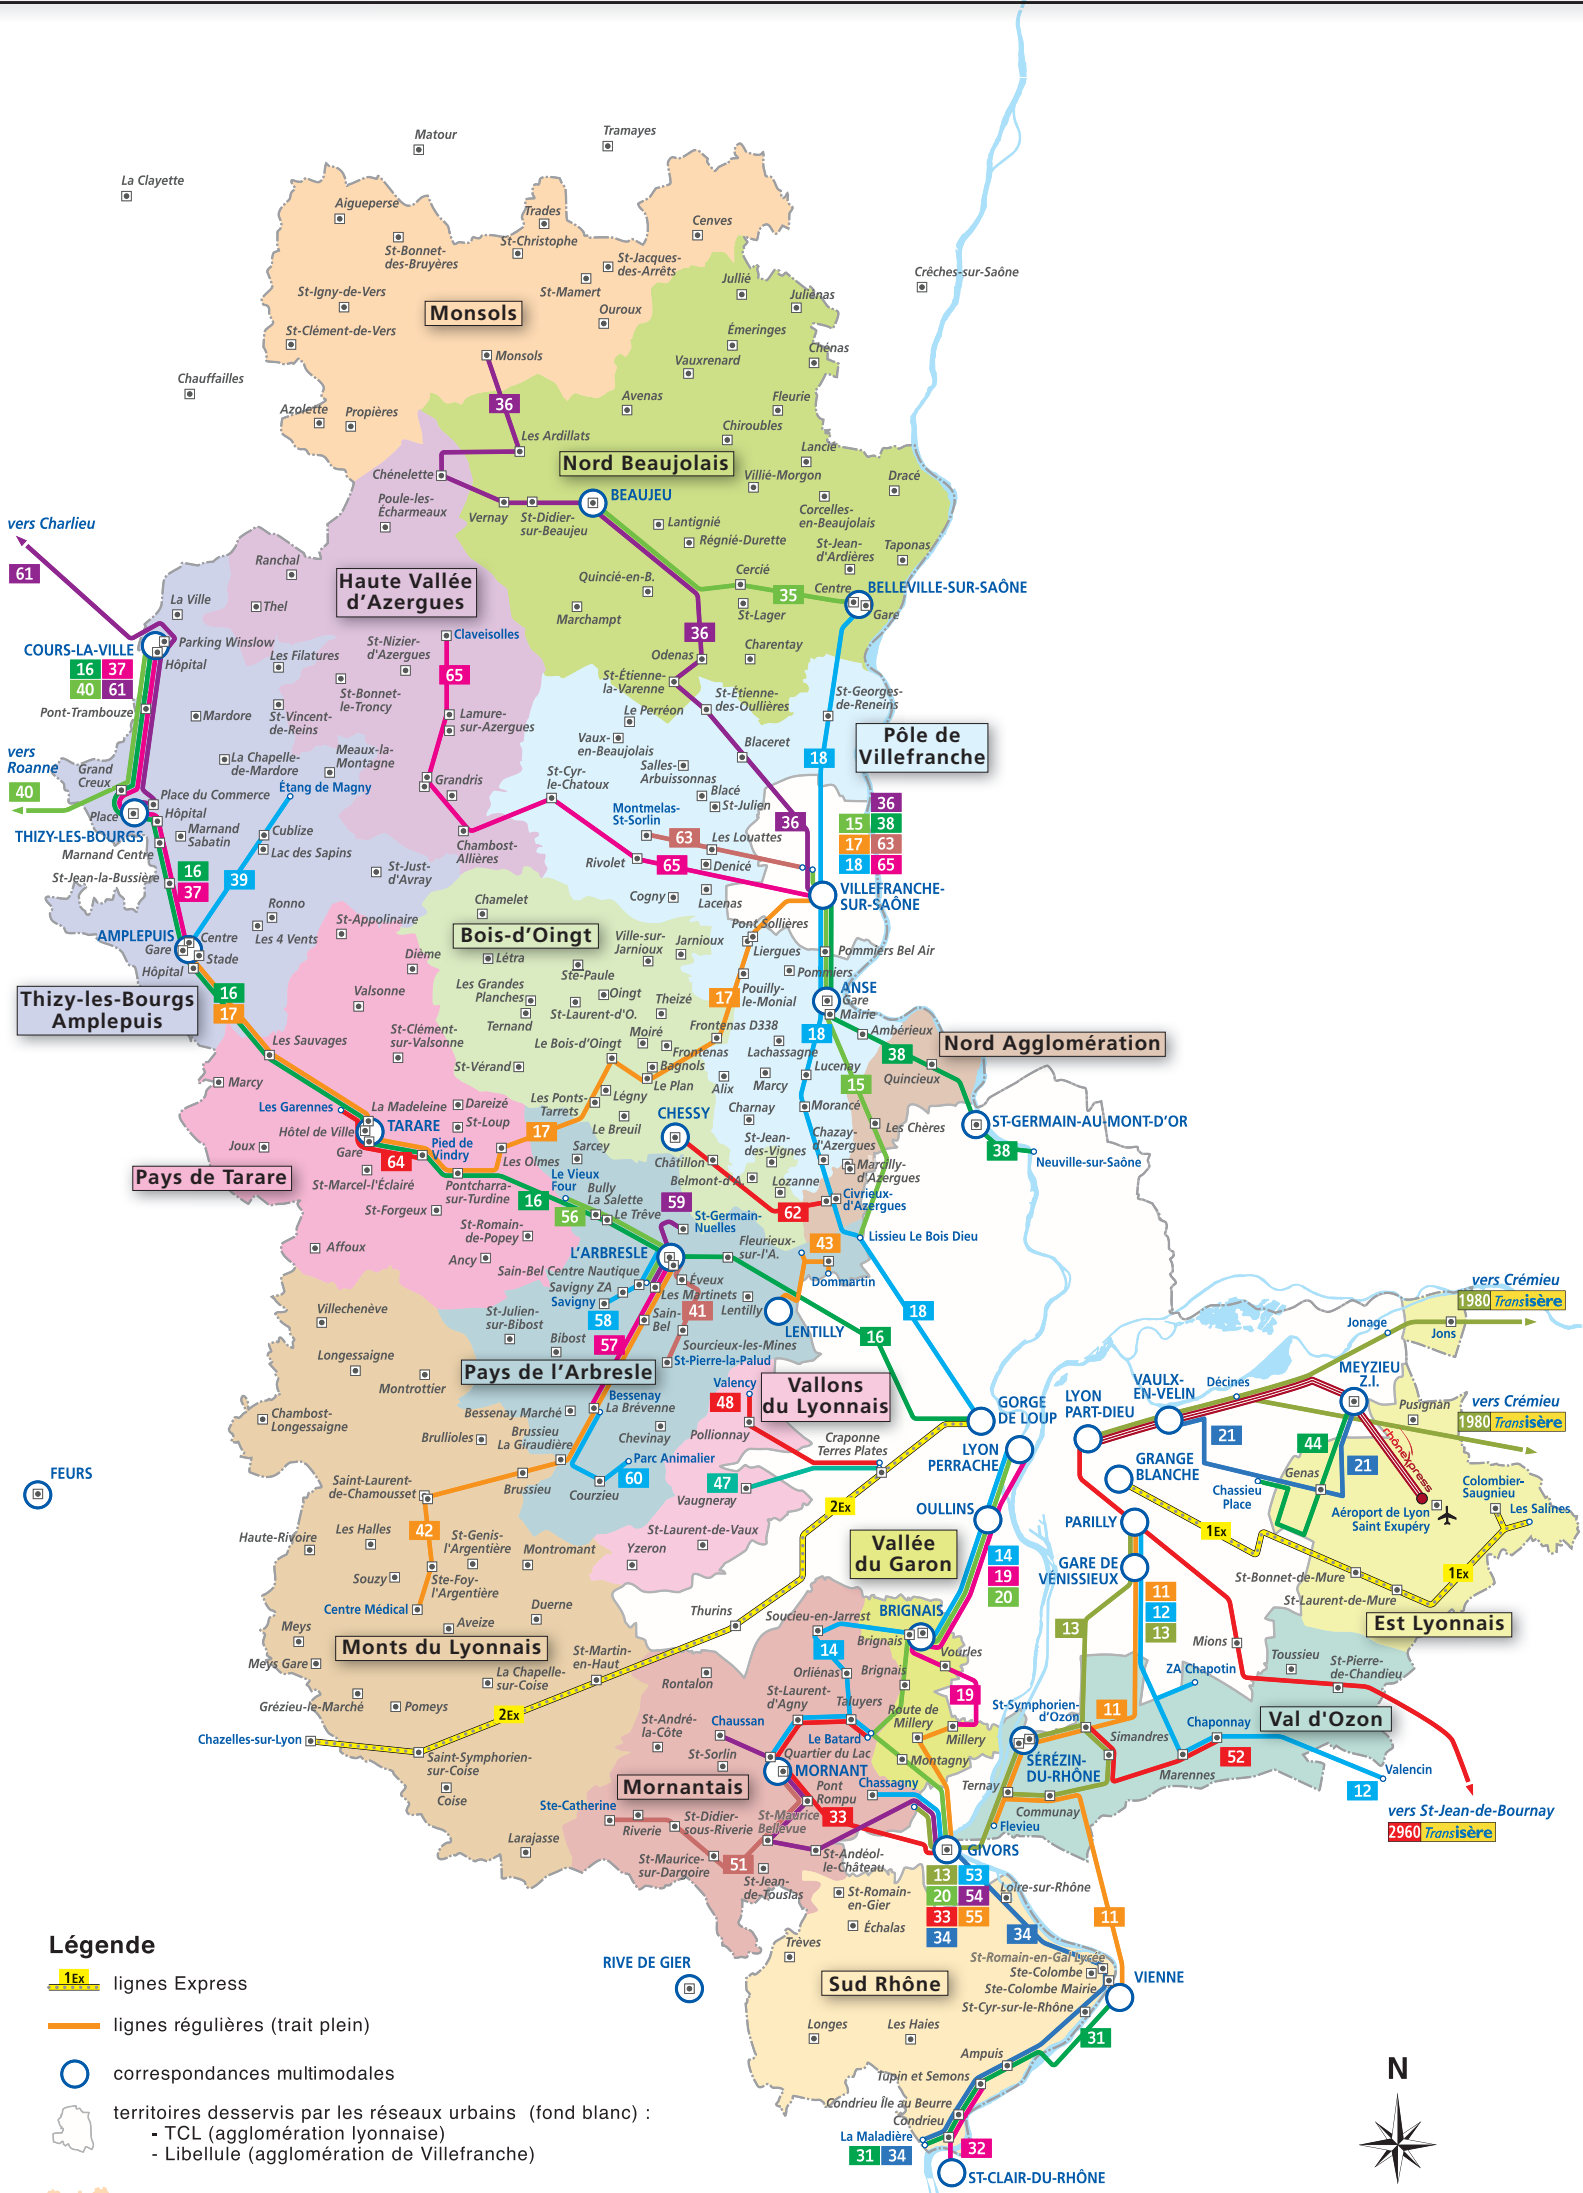 Matour
Tramayes
La Clayette
Aigueperse
Trades
Cenves
St-Bonnet-
des-Bruyères
St-Christophe
St-Jacques-
des-Arrêts
Crêches-sur-Saône
Jullié
St-Igny-de-Vers
St-Mamert
Juliénas
Monsols
Ouroux
St-Clément-de-Vers
Émeringes
Chénas
Monsols
Vauxrenard
Chauffailles
36
Avenas
Fleurie
Azolette
Propières
Chiroubles
Les Ardillats
Lancié
Nord Beaujolais
Chénelette
Villié-Morgon
Dracé
Poule-les-
Écharmeaux
BEAUJEU
Vernay
St-Didier-
sur-Beaujeu
Lantignié
Corcelles-
en-Beaujolais
vers Charlieu
Régnié-Durette
St-Jean-
d'Ardières
Taponas
Ranchal
61
Haute Vallée
d'Azergues
Quincié-en-B.
Cercié
Centre
BELLEVILLE-SUR-SAÔNE
35
La Ville
Thel
Marchampt
St-Lager
Gare
Parking Winslow
St-Nizier-
d'Azergues
Claveisolles
36
COURS-LA-VILLE
Hôpital
Les Filatures
Odenas
Charentay
16 37
40 61
65
St-Bonnet-
le-Troncy
St-Étienne-
la-Varenne
St-Étienne-
des-Oullières
St-Georges-
de-Reneins
Pont-Trambouze
Mardore
St-Vincent-
de-Reins
Lamure-
sur-Azergues
Le Perréon
Pôle de
Villefranche
vers
Roanne
La Chapelle-
de-Mardore
Meaux-la-
Montagne
Vaux-
en-Beaujolais
Blaceret
18
Grand
Creux
Étang de Magny
Grandris
St-Cyr-
le-Chatoux
Salles-
Arbuissonnas
40
Place du Commerce
Blacé
St-Julien
Place
Hôpital
Montmelas-
St-Sorlin
36
36
15 38
17 63
18 65
THIZY-LES-BOURGS
Marnand
Sabatin
Cublize
63
Les Louattes
Marnand Centre
Lac des Sapins
Chambost-
Allières
Rivolet
65
Denicé
St-Jean-la-Bussière
16
37
39
St-Just-
d'Avray
Cogny
Lacenas
VILLEFRANCHE-
SUR-SAÔNE
Ronno
Chamelet
AMPLEPUIS
Centre
Gare
Stade
Les 4 Vents
St-Appolinaire
Bois-d'Oingt
Ville-sur-
Jarnioux
Jarnioux
Pont Sollières
Liergues
Pommiers Bel Air
Hôpital
Dième
Létra
Ste-Paule
Pommiers
Thizy-les-Bourgs
Amplepuis
16
17
Valsonne
Les Grandes
Planches
Oingt
Theizé
Pouilly-
le-Monial
17
ANSE
Gare
Mairie
Ternand
St-Laurent-d'O.
Les Sauvages
St-Clément-
sur-Valsonne
Le Bois-d'Oingt
Moiré
Frontenas D338
18
Ambérieux
Nord Agglomération
Frontenas
Lachassagne
38
St-Vérand
Bagnols
Lucenay
Quincieux
Marcy
Le Plan
Alix
Marcy
15
Les Garennes
La Madeleine
Dareizé
Les Ponts-
Tarrets
Légny
CHESSY
Charnay
Morancé
ST-GERMAIN-AU-MONT-D'OR
Hôtel de Ville
TARARE
St-Loup
17
Le Breuil
St-Jean-
des-Vignes
Chazay-
d'Azergues
Les Chères
Joux
Gare
Pied de
Vindry
Sarcey
Châtillon
38
Neuville-sur-Saône
64
Les Olmes
Le Vieux
Four
Belmont-d'A.
Lozanne
Marcilly-
d'Azergues
Pays de Tarare
St-Marcel-l'Éclairé
Pontcharra-
sur-Turdine
Bully
La Salette
Civrieux-
d'Azergues
St-Forgeux
16
56
Le Trêve
59
62
St-Romain-
de-Popey
St-Germain-
Nuelles
Lissieu Le Bois Dieu
Affoux
Ancy
L'ARBRESLE
Fleurieux-
sur-l'A.
43
Sain-Bel Centre Nautique
Éveux
Dommartin
Savigny ZA
Les Martinets
Savigny
58
41
Lentilly
18
vers Crémieu
1980 Transisère
Villechenève
St-Julien-
sur-Bibost
Sain-
Bel
LENTILLY
Jonage
Jons
Bibost
57
Sourcieux-les-Mines
16
Longessaigne
Pays de l'Arbresle
St-Pierre-la-Palud
MEYZIEU
Z.I.
Montrottier
Valency
Vallons
du Lyonnais
VAULX-
EN-VELIN
Décines
Bessenay
La Brévenne
48
GORGE
DE LOUP
LYON
PART-DIEU
vers Crémieu
1980 Transisère
Chambost-
Longessaigne
Bessenay Marché
Pusignan
Brussieu
La Giraudière
Chevinay
Pollionnay
Craponne
Terres Plates
LYON
PERRACHE
21
44
rhônexpress
Brullioles
Parc Animalier
GRANGE
BLANCHE
Genas
21
FEURS
Saint-Laurent-
de-Chamousset
Brussieu
60
Courzieu
47
Chassieu
Place
Colombier-
Saugnieu
Vaugneray
2Ex
OULLINS
PARILLY
Aéroport de Lyon
Saint Exupéry
Les Salines
Haute-Rivoire
Les Halles
42
St-Genis-
l'Argentière
Montromant
St-Laurent-de-Vaux
Vallée
du Garon
1Ex
Souzy
Ste-Foy-
l'Argentière
Yzeron
14
19
20
GARE DE
VÉNISSIEUX
St-Bonnet-de-Mure
1Ex
Centre Médical
Duerne
Thurins
BRIGNAIS
11
12
13
St-Laurent-de-Mure
Meys
Aveize
Soucieu-en-Jarrest
Brignais
13
Est Lyonnais
Monts du Lyonnais
14
Vourles
Mions
Meys Gare
St-Martin-
en-Haut
Orliénas
Brignais
ZA Chapotin
Toussieu
St-Pierre-
de-Chandieu
La Chapelle-
sur-Coise
Rontalon
19
Grézieu-le-Marché
Pomeys
2Ex
St-Laurent-
d'Agny
Taluyers
Route de
Millery
St-Symphorien-
d'Ozon
11
Val d'Ozon
Chazelles-sur-Lyon
St-André-
la-Côte
Chaussan
Le Batard
Millery
Simandres
Chaponnay
Saint-Symphorien-
sur-Coise
St-Sorlin
Quartier du Lac
Montagny
SÉRÉZIN-
DU-RHÔNE
52
Coise
Mornantais
MORNANT
Chassagny
Ternay
Marennes
Valencin
Pont
Rompu
12
Ste-Catherine
33
Communay
vers St-Jean-de-Bournay
2960 Transisère
Riverie
St-Didier-
sous-Riverie
St-Maurice
Bellevue
Flevieu
Larajasse
St-Maurice-
sur-Dargoire
51
St-Andéol-
le-Château
GIVORS
St-Jean-
de-Touslas
13 53
20 54
33 55
34
Loire-sur-Rhône
St-Romain-
en-Gier
Échalas
34
11
Légende
Trèves
St-Romain-en-Gal Lycée
1Ex lignes Express
RIVE DE GIER
Sud Rhône
Ste-Colombe
VIENNE
Ste-Colombe Mairie
St-Cyr-sur-le-Rhône
lignes régulières (trait plein)
Longes
Les Haies
31
Ampuis
N
correspondances multimodales
Tupin et Semons
Condrieu Île au Beurre
territoires desservis par les réseaux urbains (fond blanc) :
Condrieu
- TCL (agglomération lyonnaise)
La Maladière
- Libellule (agglomération de Villefranche)
31 34
32
ST-CLAIR-DU-RHÔNE